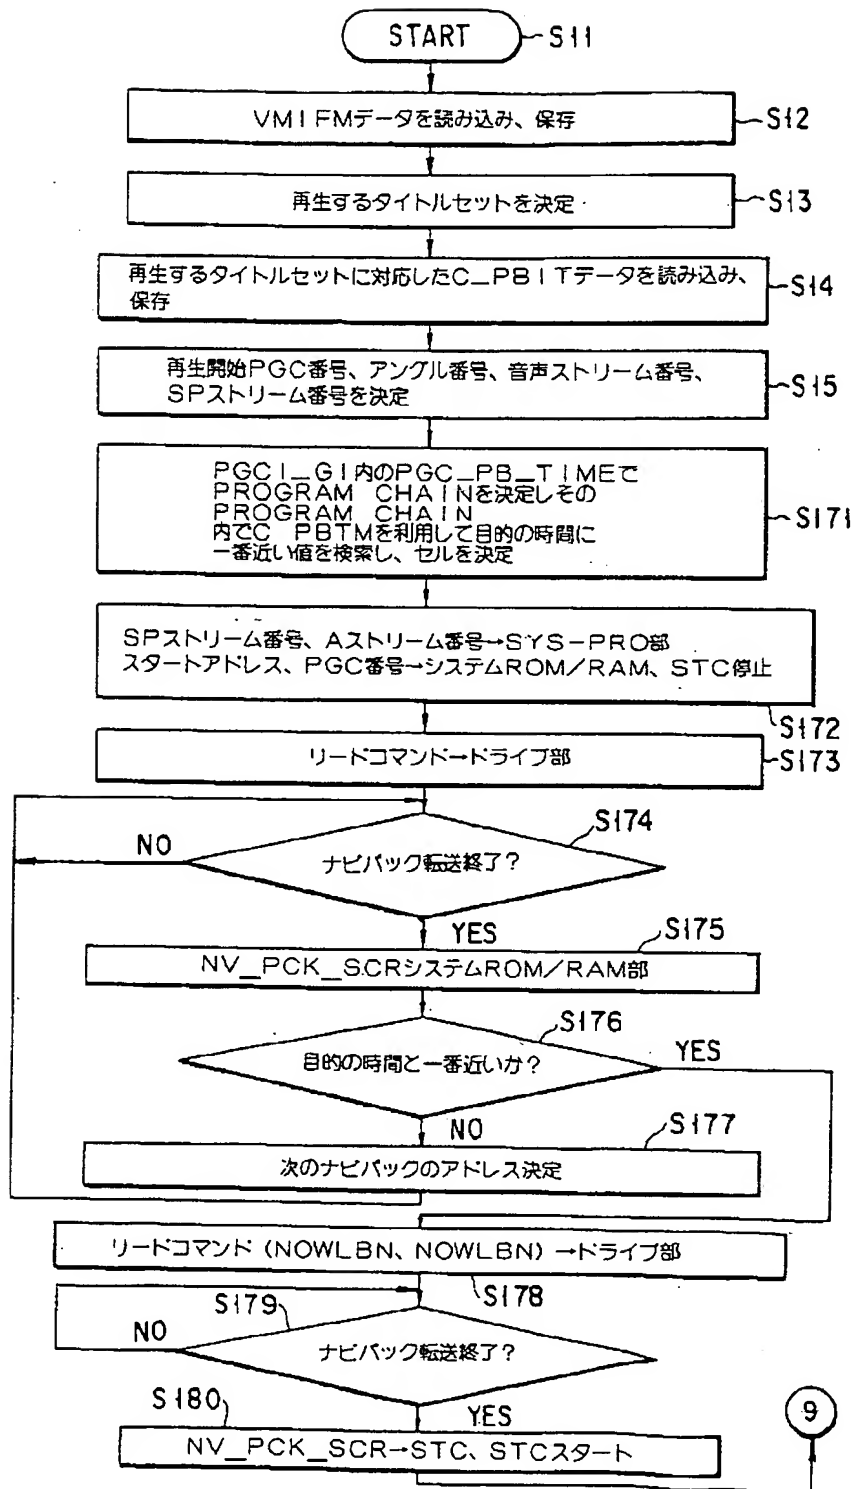 START
S11
VMIFMデータを読み込み、保存
S12
再生するタイトルセットを決定
S13
再生するタイトルセットに対応したC_PBITデータを読み込み、
保存
S14
再生開始PGC番号、アングル番号、音声ストリーム番号、
SPストリーム番号を決定
S15
PGCI_GI内のPGC_PB_TIMEで
PROGRAM CHAINを決定しその
PROGRAM CHAIN
内でC PBTMを利用して目的の時間に
一番近い値を検索し、セルを決定
S171
SPストリーム番号、Aストリーム番号→SYS-PRO部
スタートアドレス、PGC番号→システムROM/RAM、STC停止
S172
リードコマンド→ドライブ部
S173
S174
NO
ナビパック転送終了?
YES
S175
NV_PCK_SCRシステムROM/RAM部
S176
目的の時間と一番近いか?
YES
NO
S177
次のナビパックのアドレス決定
リードコマンド(NOWLBN、NOWLBN)→ドライブ部
S178
S179
NO
ナビパック転送終了?
YES
S180
9
NV_PCK_SCR→STC、STCスタート